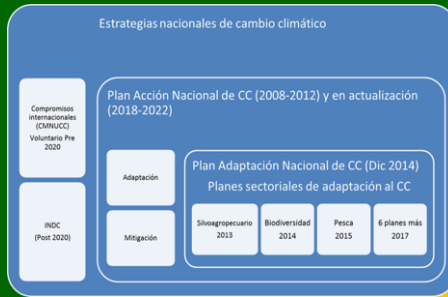 Estrategias nacionales de cambio climático
Compromisos
internacionales
(CMNUCC)
Voluntario Pre
2020
INDC
(Post 2020)
Plan Acción Nacional de CC (2008-2012) y en actualización
(2018-2022)
Adaptación
Mitigación
Plan Adaptación Nacional de CC (Dic 2014)
Planes sectoriales de adaptación al CC
Silvoagropecuario
2013
Biodiversidad
2014
Pesca
2015
6 planes más
2017